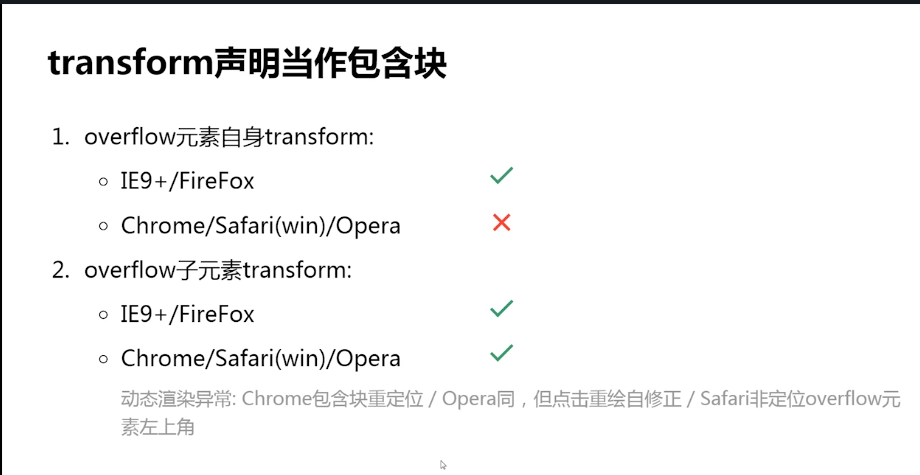 transform声明当作包含块
1. overflow元素自身transform:
IE9+/FireFox
Chrome/Safari(win)/Opera
2. overflow子元素transform:
IE9+/FireFox
Chrome/Safari(win)/Opera
动态渲染异常: Chrome包含块重定位 / Opera同，但点击重绘自修正 / Safari非定位overflow元
素左上角